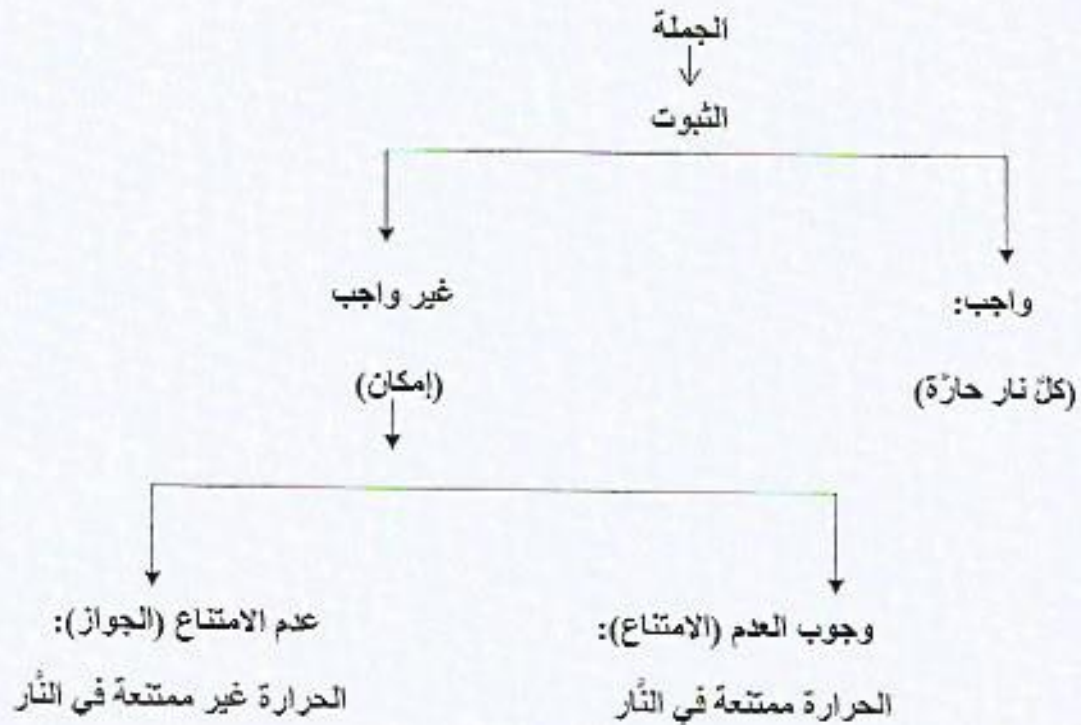 الجملة
الثبوت
واجب:
غير واجب
(كلّ نار حارّة)
(إمكان)
وجوب العدم (الامتناع):
عدم الامتناع (الجواز):
الحرارة ممتنعة في النَّار
الحرارة غير ممتنعة في النَّار